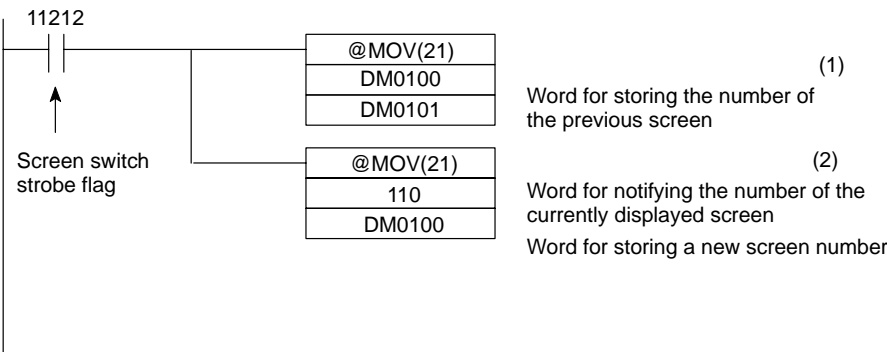 11212
@MOV(21)
(1)
DM0100
DM0101
Word for storing the number of
the previous screen
Screen switch
strobe flag
@MOV(21)
(2)
110
DM0100
Word for notifying the number of the
currently displayed screen
Word for storing a new screen number